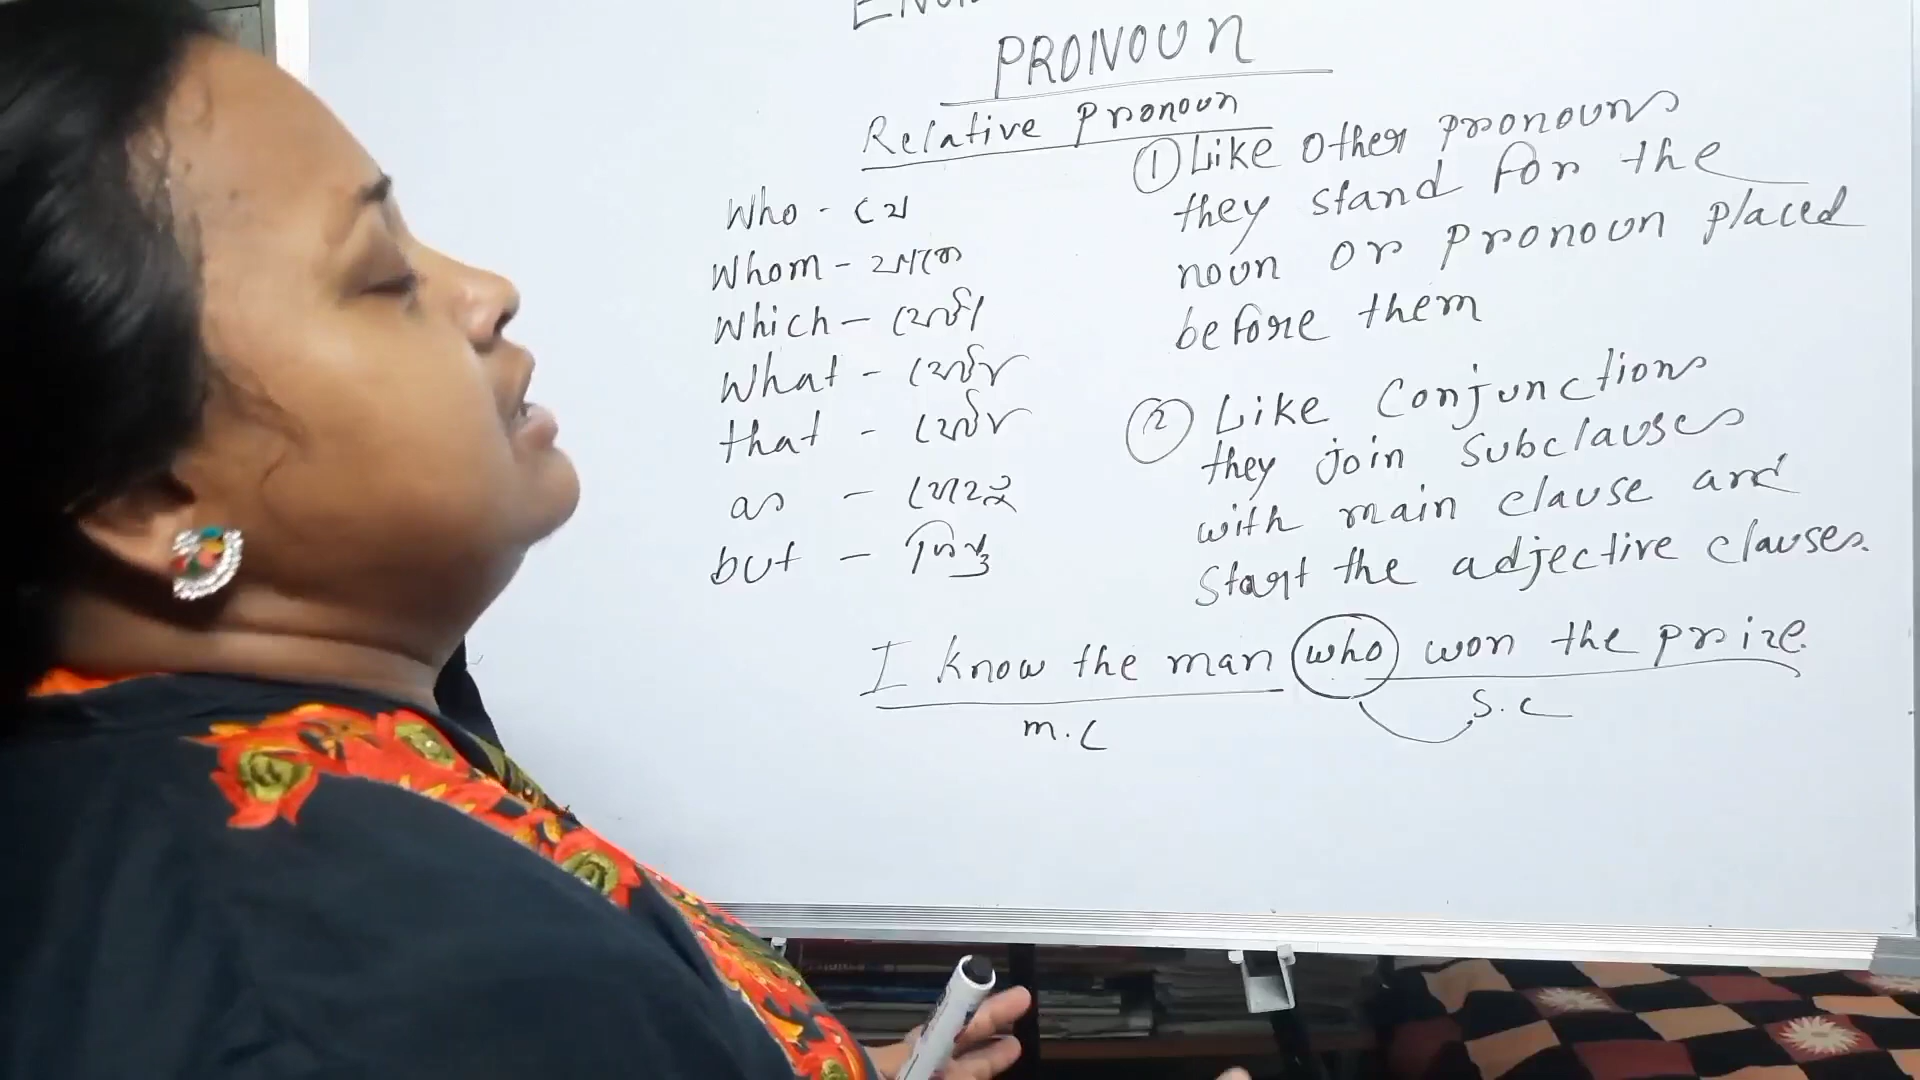 PRONOUN
Relative Pronoun
Who - যে
Whom - যাকে
Which - যেটা
What - যেটার
that - যেটার
as - যেহেতু
but - কিন্তু
① Like Other pronouns
they stand for the
noun or pronoun placed
before them
② Like Conjunctions
they join subclauses
with main clause and
Start the adjective clauses.
I know the man who won the prize.
m.c
S.C